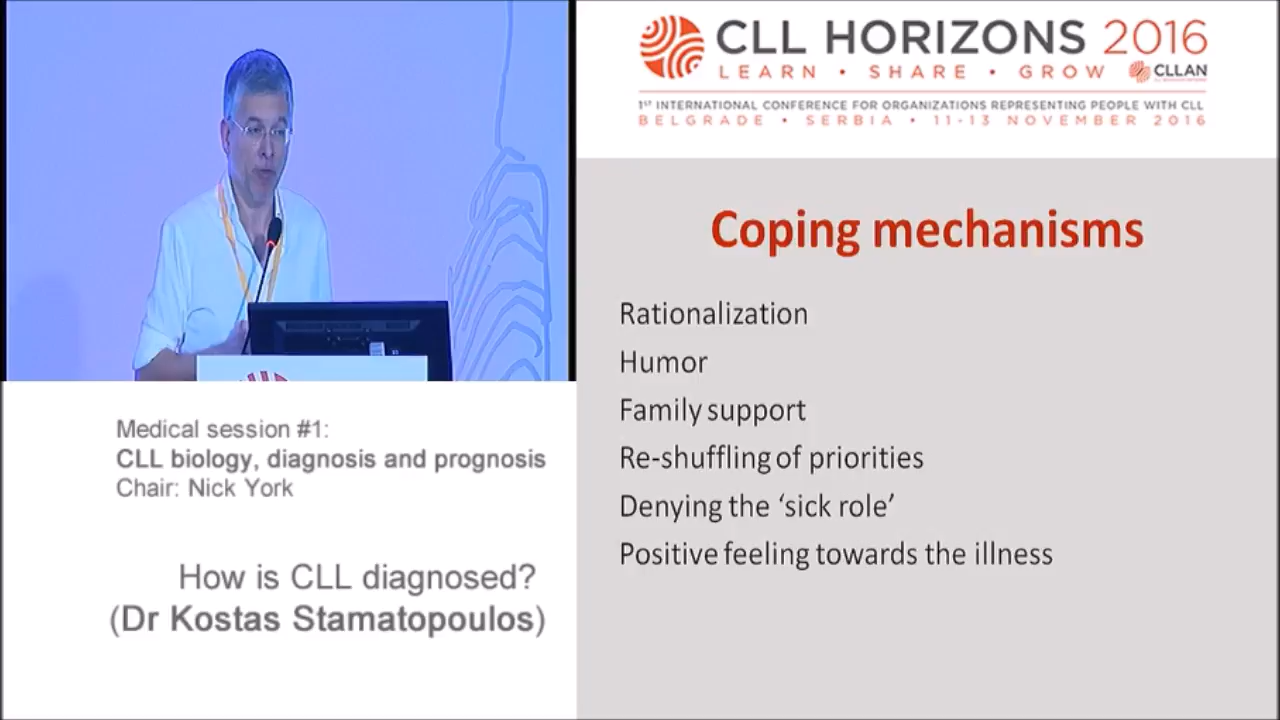 CLL HORIZONS 2016
LEARN • SHARE • GROW
CLLAN
1ST INTERNATIONAL CONFERENCE FOR ORGANIZATIONS REPRESENTING PEOPLE WITH CLL
BELGRADE • SERBIA • 11-13 NOVEMBER 2016
Coping mechanisms
Rationalization
Humor
Family support
Re-shuffling of priorities
Denying the ‘sick role’
Positive feeling towards the illness
Medical session #1:
CLL biology, diagnosis and prognosis
Chair: Nick York
How is CLL diagnosed?
(Dr Kostas Stamatopoulos)